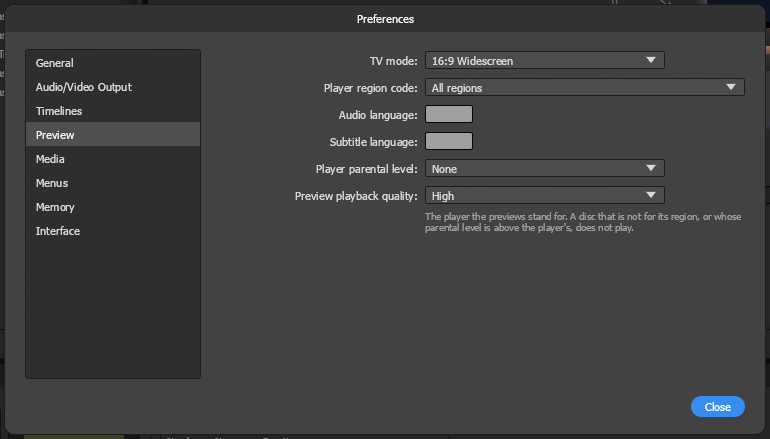 Preferences
General
Audio/Video Output
Timelines
Preview
Media
Menus
Memory
Interface
TV mode: 16:9 Widescreen
Player region code: All regions
Audio language:
Subtitle language:
Player parental level: None
Preview playback quality: High
The player the previews stand for. A disc that is not for its region, or whose
parental level is above the player's, does not play.
Close